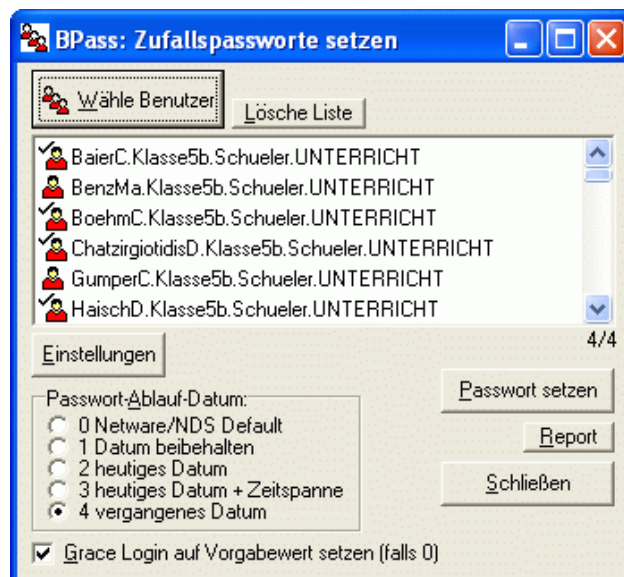 BPass: Zufallspassworte setzen
Wähle Benutzer
Lösche Liste
BaierC.Klasse5b.Schueler.UNTERRICHT
BenzMa.Klasse5b.Schueler.UNTERRICHT
BoehmC.Klasse5b.Schueler.UNTERRICHT
ChatzirgiotidisD.Klasse5b.Schueler.UNTERRICHT
GumperC.Klasse5b.Schueler.UNTERRICHT
HaischD.Klasse5b.Schueler.UNTERRICHT
4/4
Einstellungen
Passwort-Ablauf-Datum:
0 Netware/NDS Default
1 Datum beibehalten
2 heutiges Datum
3 heutiges Datum + Zeitspanne
4 vergangenes Datum
Passwort setzen
Report
Schließen
Grace Login auf Vorgabewert setzen (falls 0)